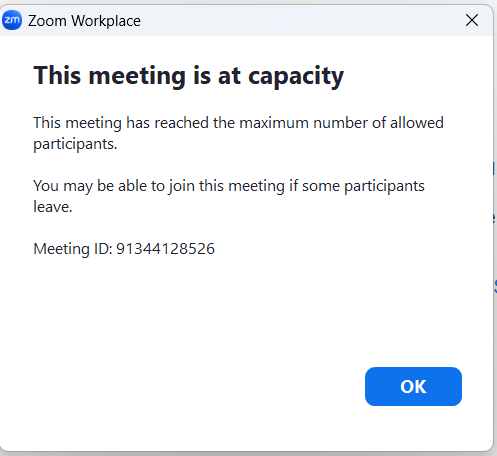 zm Zoom Workplace
This meeting is at capacity
This meeting has reached the maximum number of allowed
participants.
You may be able to join this meeting if some participants
leave.
Meeting ID: 91344128526
OK